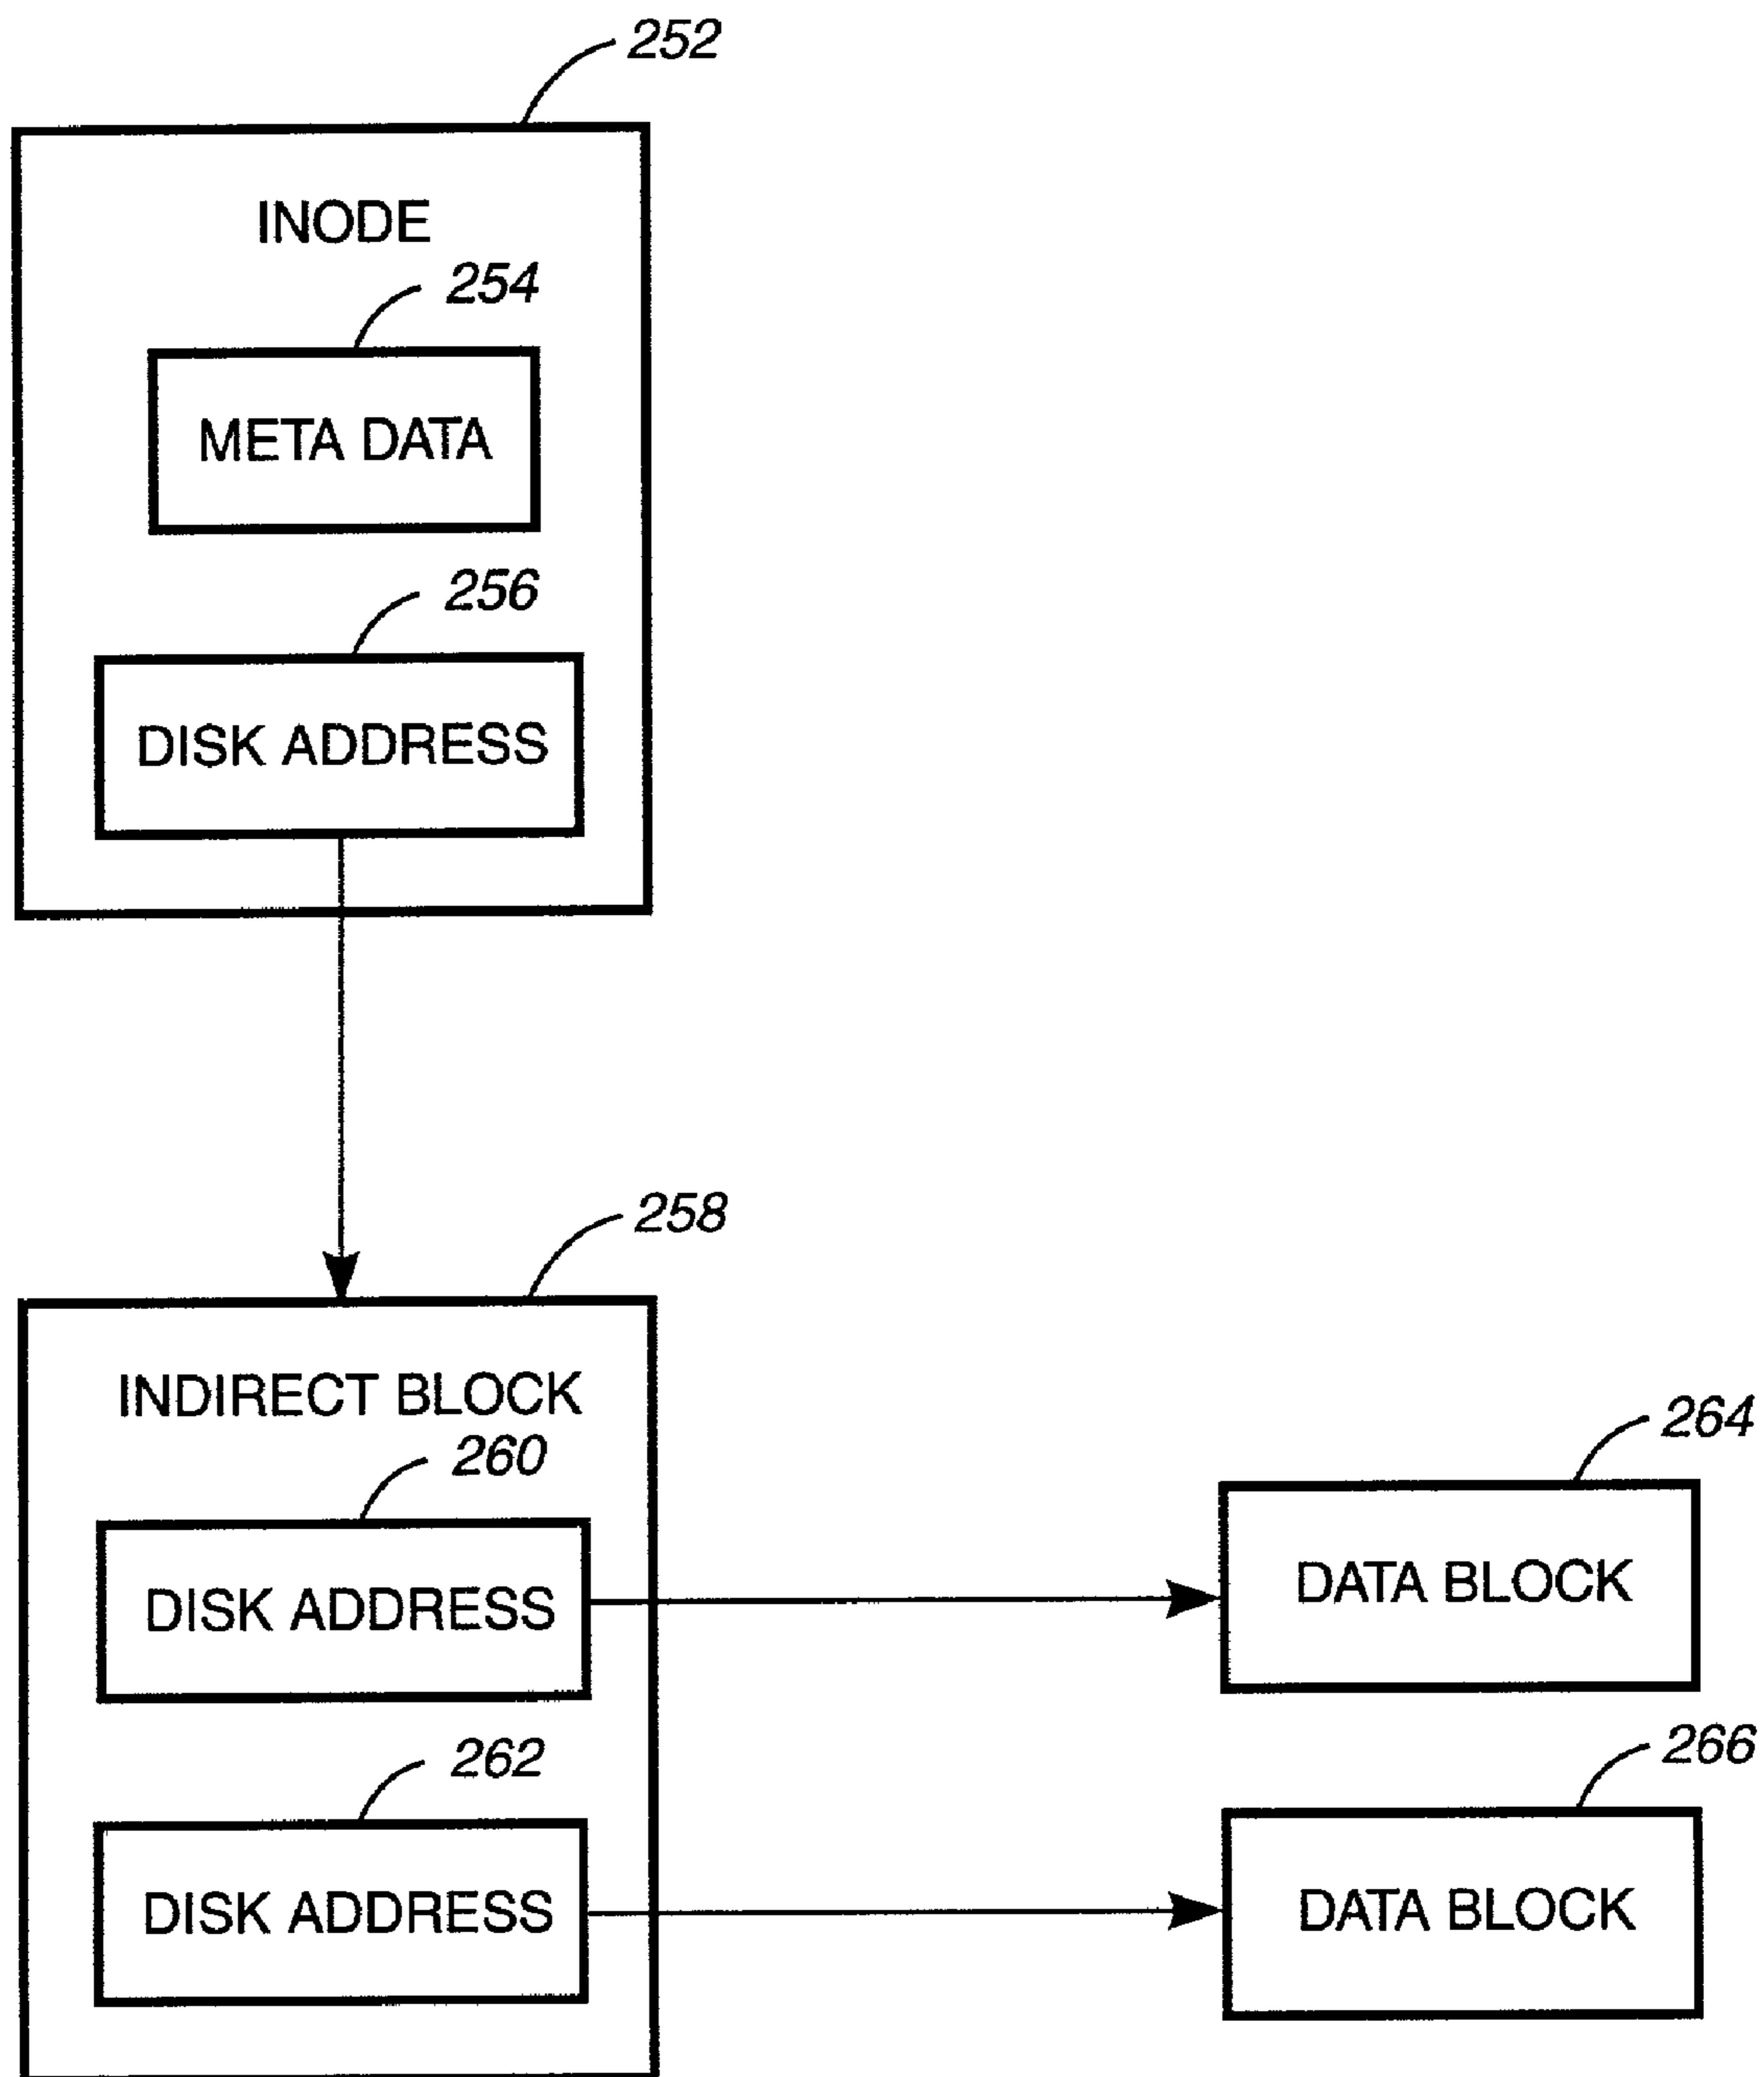 252
INODE
254
META DATA
256
DISK ADDRESS
258
INDIRECT BLOCK
260
DISK ADDRESS
264
DATA BLOCK
262
DISK ADDRESS
266
DATA BLOCK